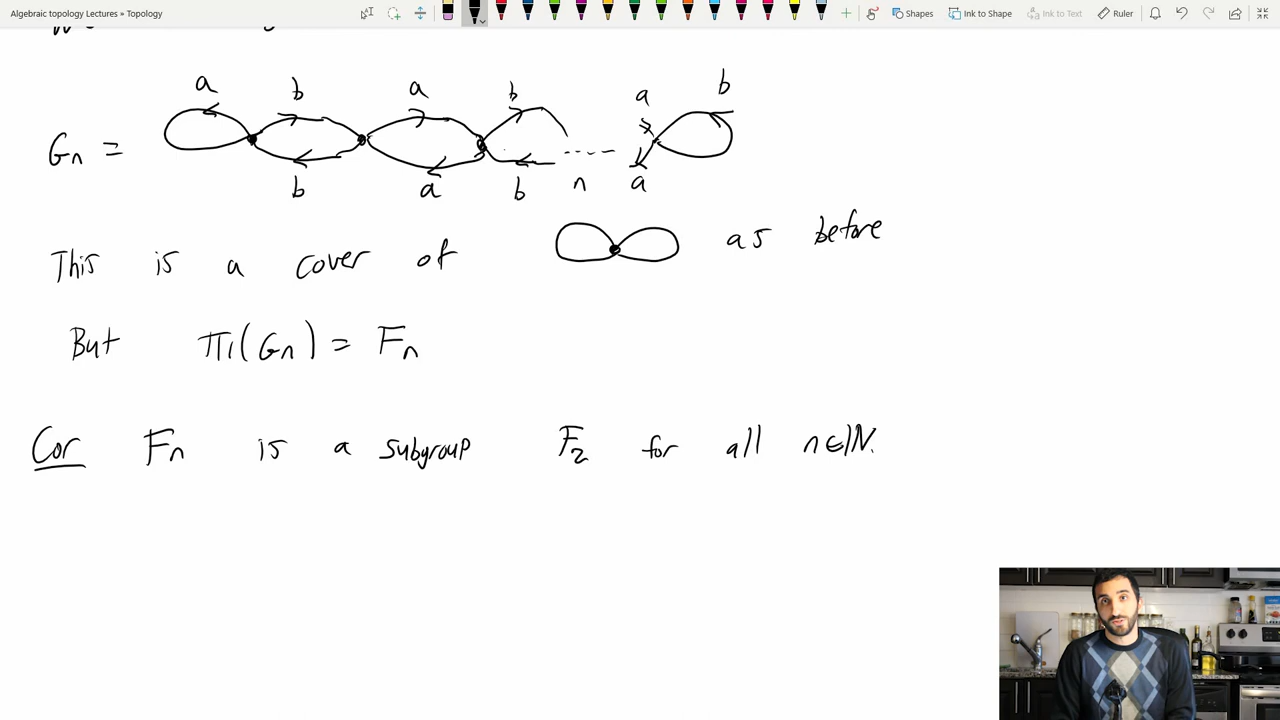 Algebraic topology Lectures » Topology
Shapes Ink to Shape Ink to Text Ruler
a b a b a b
Gn =
b a b n a
This is a cover of as before
But π1(Gn) = Fn
Cor Fn is a subgroup F2 for all n∈ℕ.